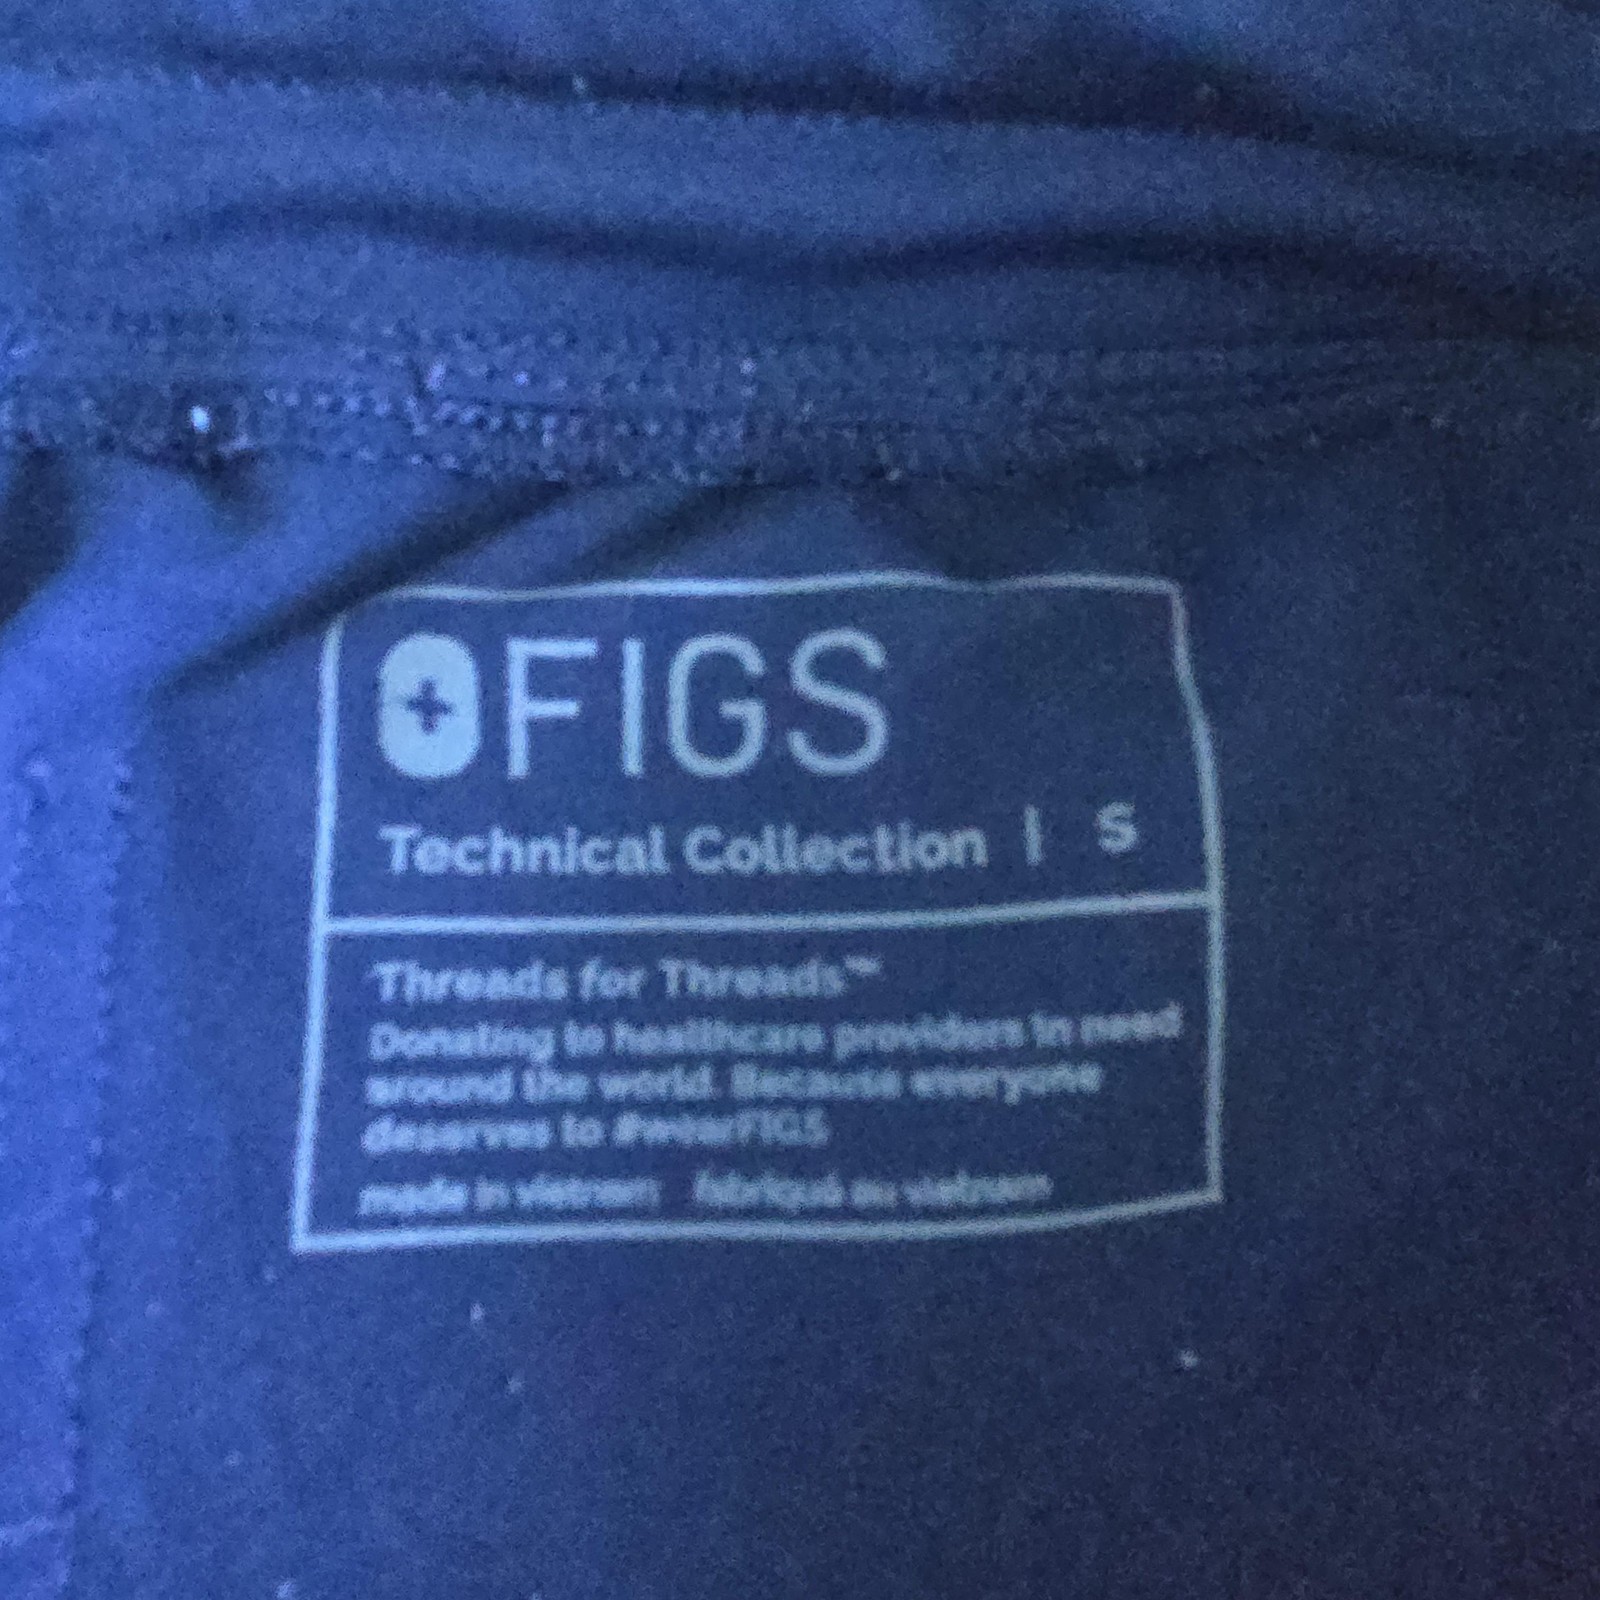 FIGS
Technical Collection | S
Threads for Threads™
Donating to healthcare providers in need
around the world. Because everyone
deserves to #wearFIGS
made in vietnam fabriqué au vietnam